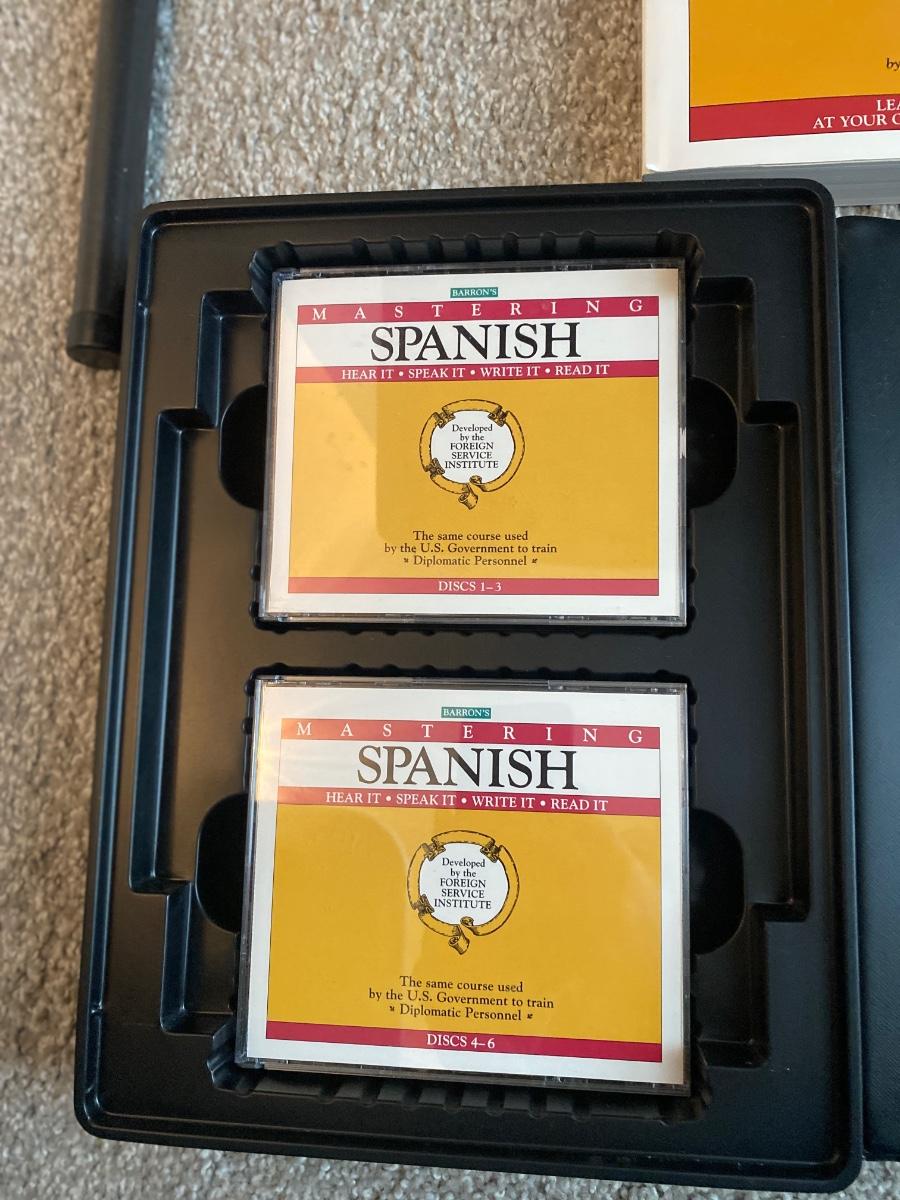 by
LEA
AT YOUR
BARRON'S
MASTERING
SPANISH
HEAR IT • SPEAK IT • WRITE IT • READ IT
Developed
by the
FOREIGN
SERVICE
INSTITUTE
The same course used
by the U.S. Government to train
Diplomatic Personnel
DISCS 1–3
BARRON'S
MASTERING
SPANISH
HEAR IT • SPEAK IT • WRITE IT • READ IT
Developed
by the
FOREIGN
SERVICE
INSTITUTE
The same course used
by the U.S. Government to train
Diplomatic Personnel
DISCS 4–6